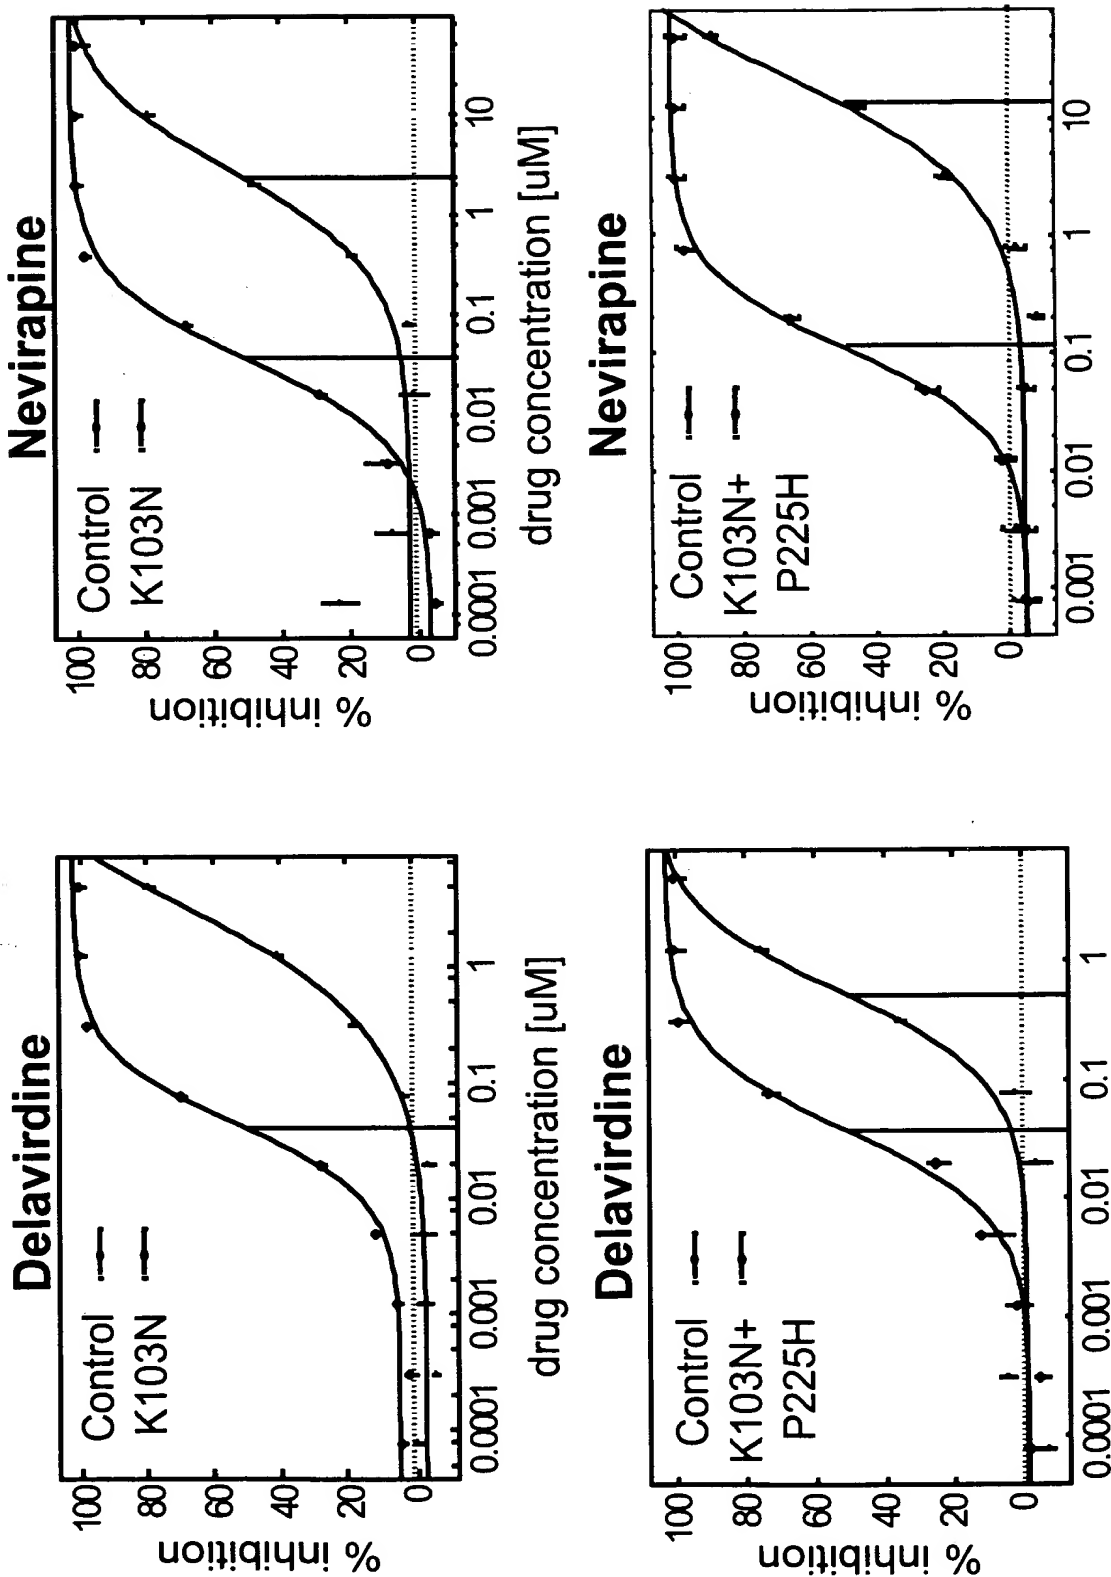 Delavirdine
% inhibition
100
80
60
40
20
0
Control
K103N
0.0001 0.001 0.01 0.1 1
drug concentration [uM]
Nevirapine
% inhibition
100
80
60
40
20
0
Control
K103N
0.0001 0.001 0.01 0.1 1 10
drug concentration [uM]
Delavirdine
% inhibition
100
80
60
40
20
0
Control
K103N+
P225H
0.0001 0.001 0.01 0.1 1
Nevirapine
% inhibition
100
80
60
40
20
0
Control
K103N+
P225H
0.001 0.01 0.1 1 10